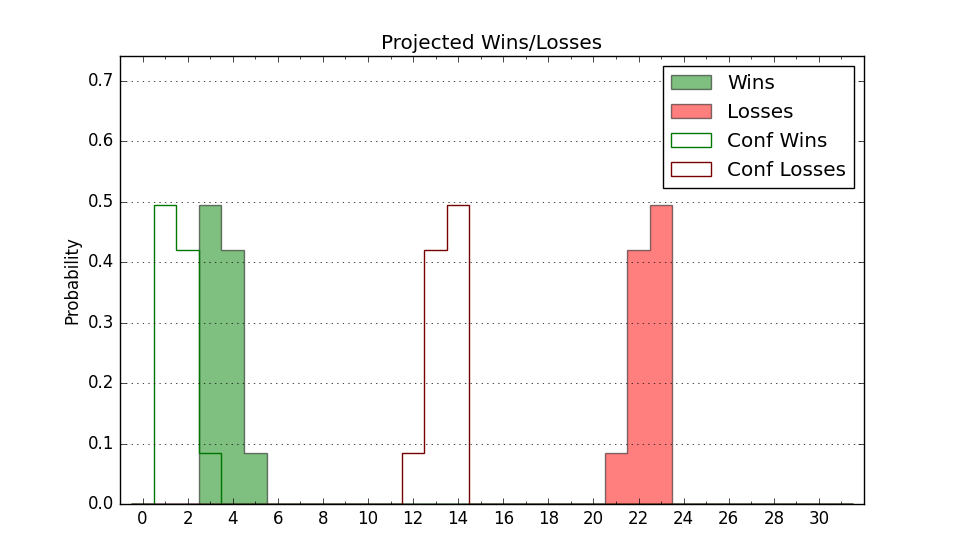 Projected Wins/Losses
Wins
Losses
Conf Wins
Conf Losses
Probability
0.7
0.6
0.5
0.4
0.3
0.2
0.1
0.0
0 2 4 6 8 10 12 14 16 18 20 22 24 26 28 30